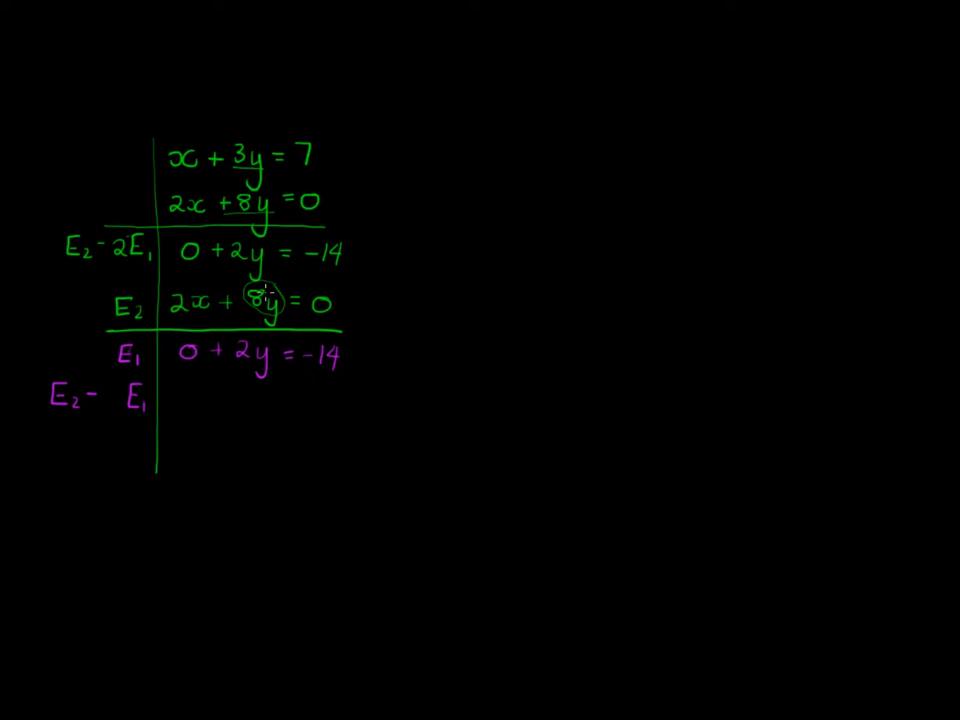 x + 3y = 7
2x + 8y = 0
E₂ - 2E₁ 0 + 2y = -14
E₂ 2x + 8y = 0
E₁ 0 + 2y = -14
E₂ - E₁